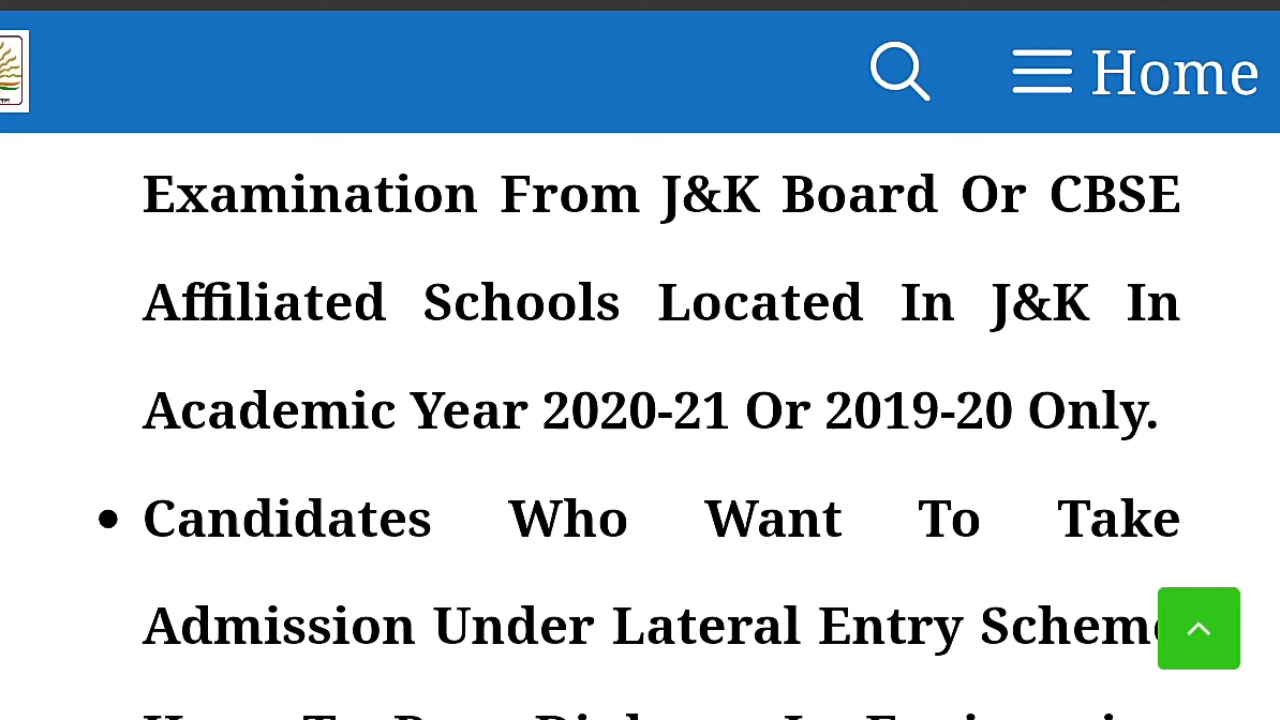 Home
Examination From J&K Board Or CBSE
Affiliated Schools Located In J&K In
Academic Year 2020-21 Or 2019-20 Only.
• Candidates Who Want To Take
Admission Under Lateral Entry Scheme